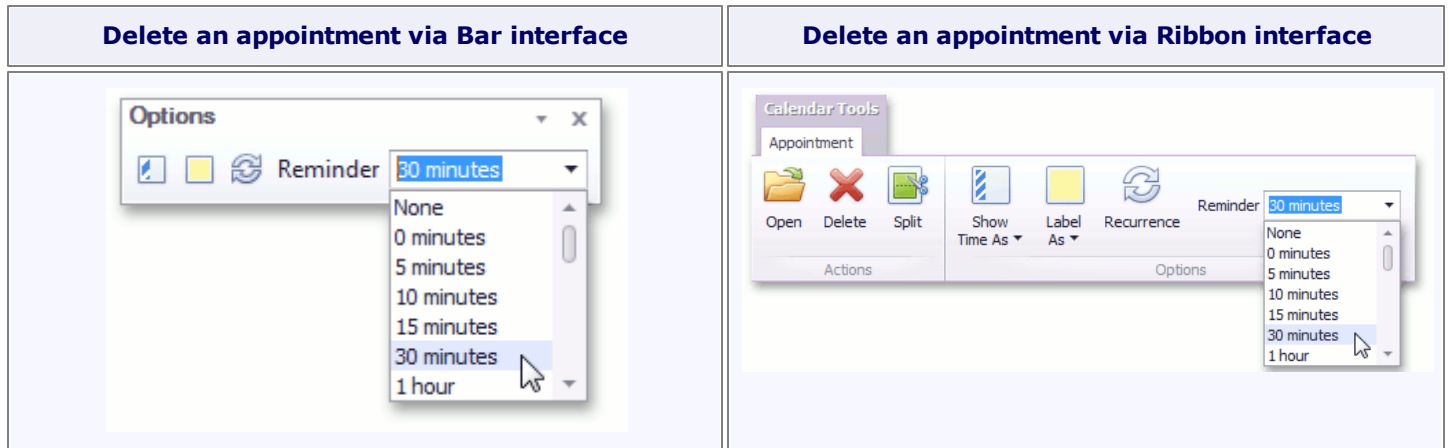 Delete an appointment via Bar interface
Delete an appointment via Ribbon interface
Options
Reminder 30 minutes
None
0 minutes
5 minutes
10 minutes
15 minutes
30 minutes
1 hour
Calendar Tools
Appointment
Open Delete Split Show Time As Label As Recurrence Reminder 30 minutes
None
0 minutes
5 minutes
10 minutes
15 minutes
30 minutes
1 hour
Actions Options